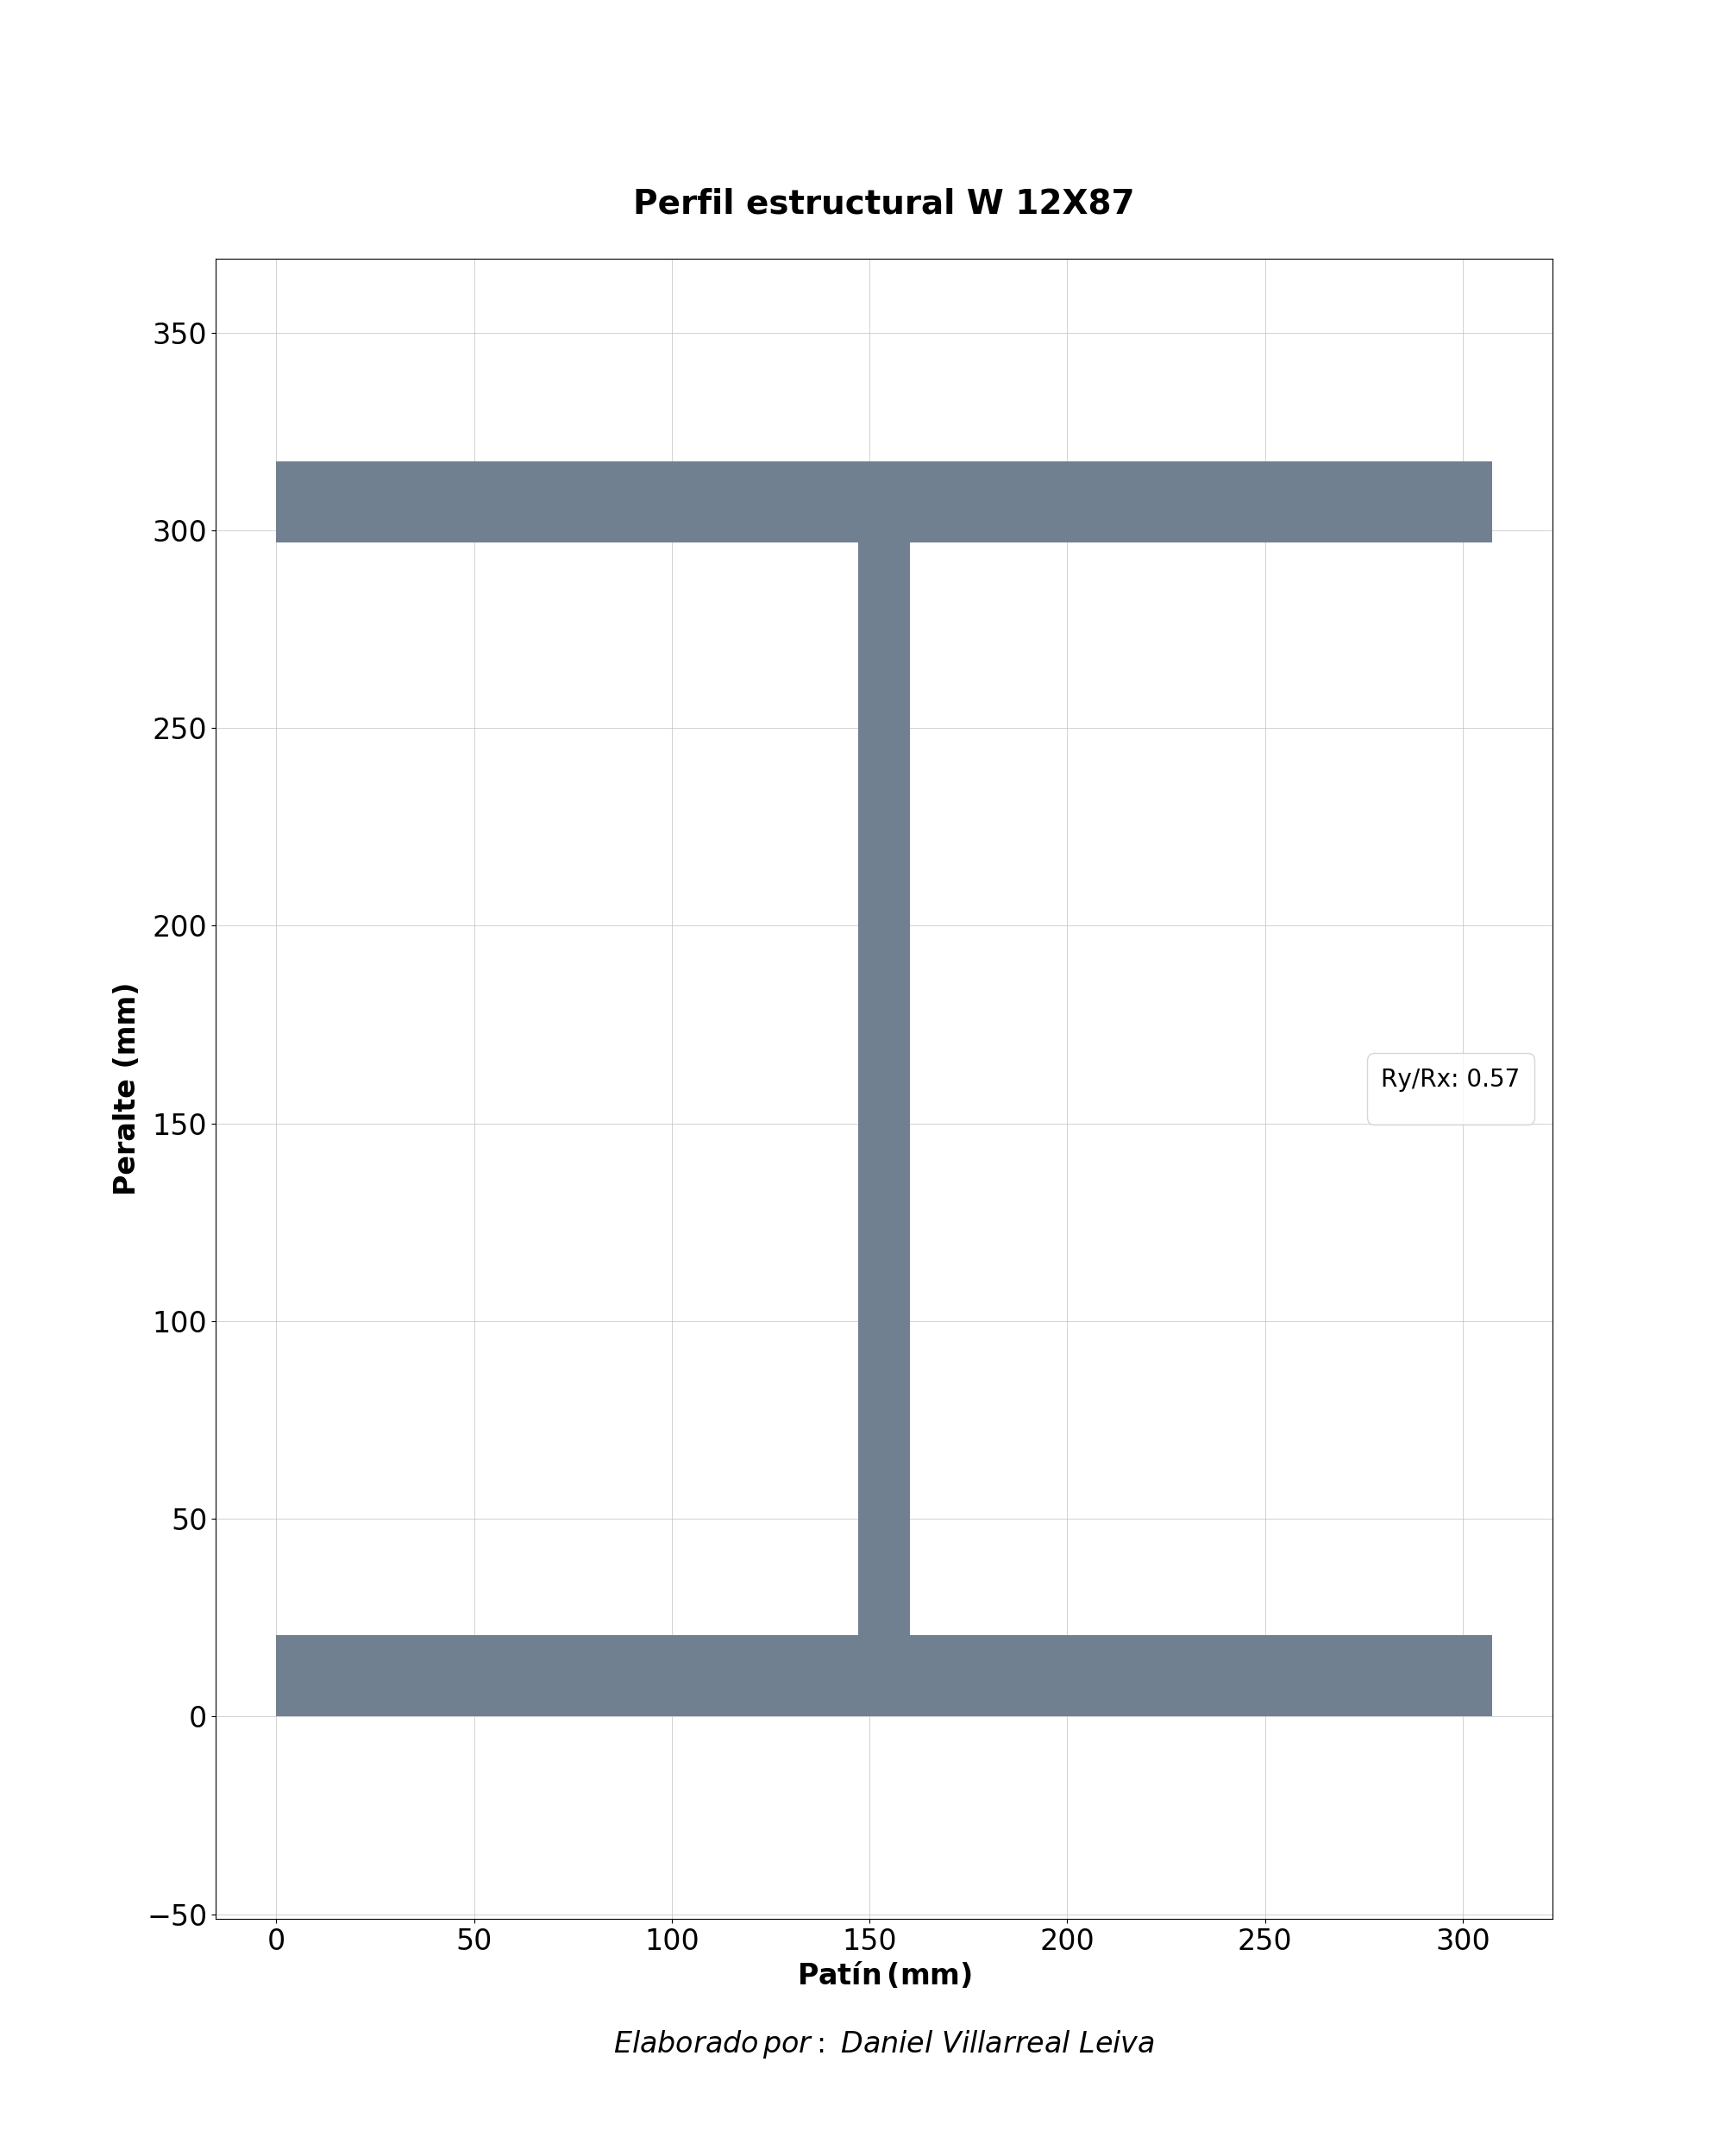 Perfil estructural W 12X87
350
300
250
200
150
100
50
0
−50
Peralte (mm)
Ry/Rx: 0.57
0 50 100 150 200 250 300
Patín (mm)
Elaborado por: Daniel Villarreal Leiva